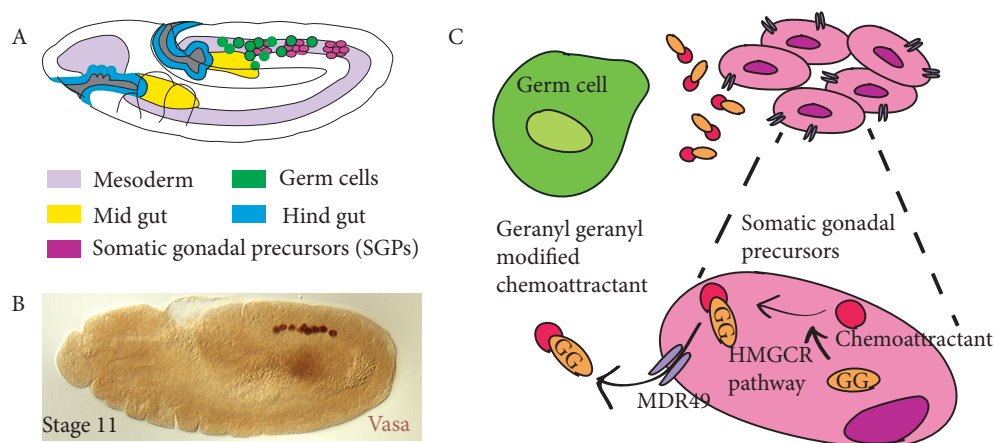 A
Mesoderm
Germ cells
Mid gut
Hind gut
Somatic gonadal precursors (SGPs)
B
Stage 11
Vasa
C
Germ cell
Geranyl geranyl
modified
chemoattractant
Somatic gonadal
precursors
GG
GG
HMGCR
pathway
Chemoattractant
GG
MDR49